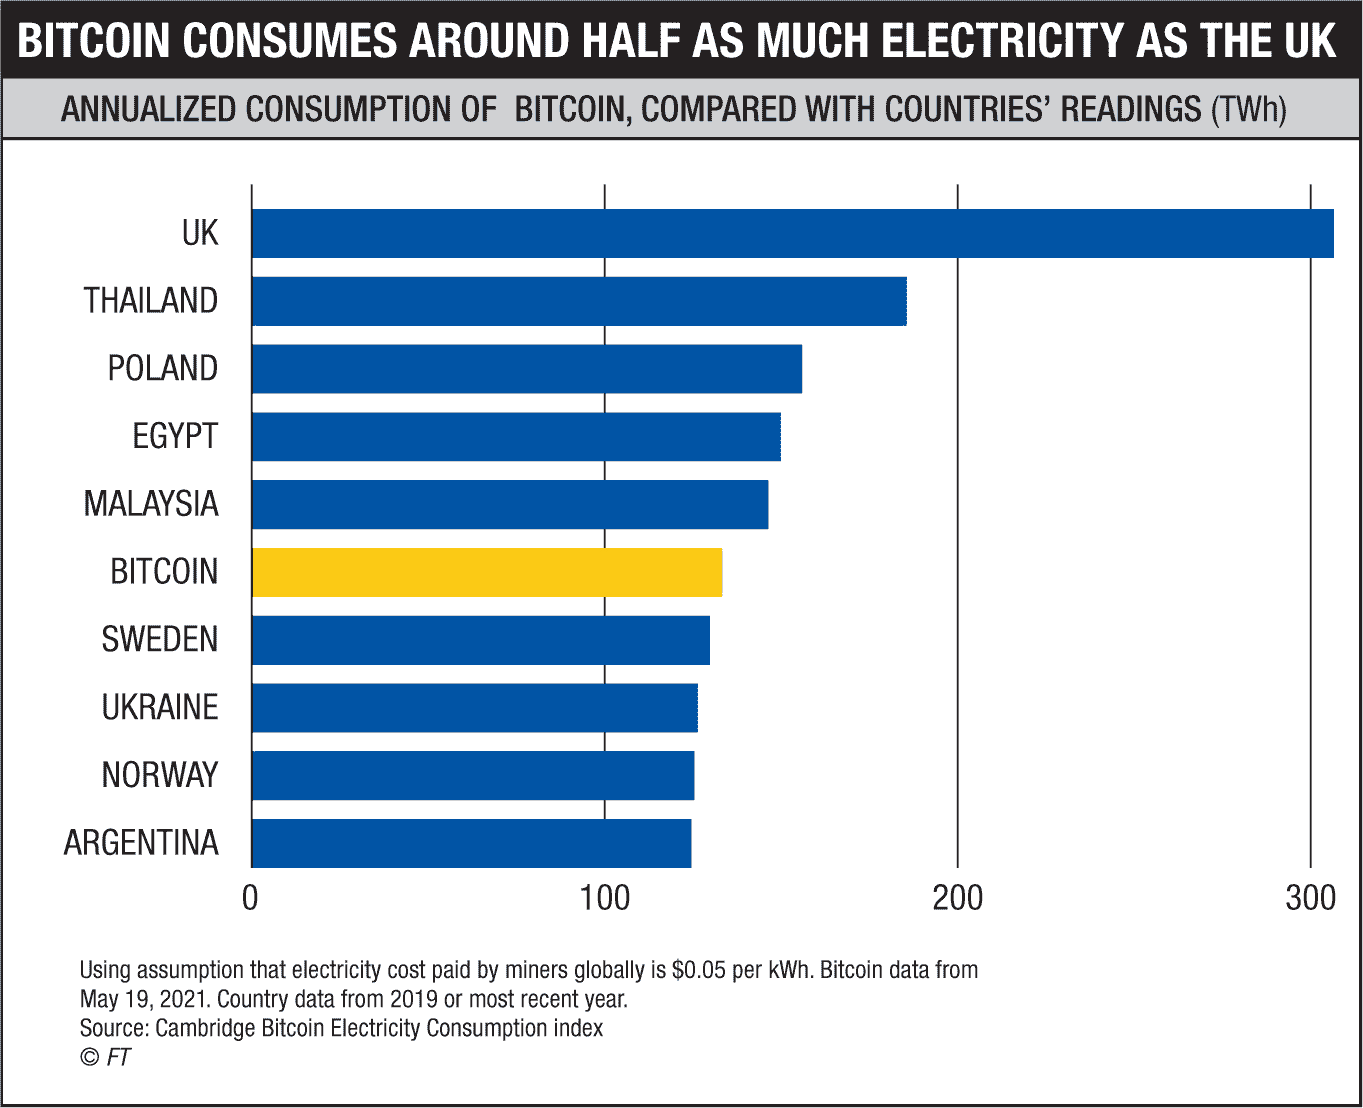 BITCOIN CONSUMES AROUND HALF AS MUCH ELECTRICITY AS THE UK
ANNUALIZED CONSUMPTION OF BITCOIN, COMPARED WITH COUNTRIES' READINGS (TWh)
UK
THAILAND
POLAND
EGYPT
MALAYSIA
BITCOIN
SWEDEN
UKRAINE
NORWAY
ARGENTINA
0 100 200 300
Using assumption that electricity cost paid by miners globally is $0.05 per kWh. Bitcoin data from
May 19, 2021. Country data from 2019 or most recent year.
Source: Cambridge Bitcoin Electricity Consumption index
© FT